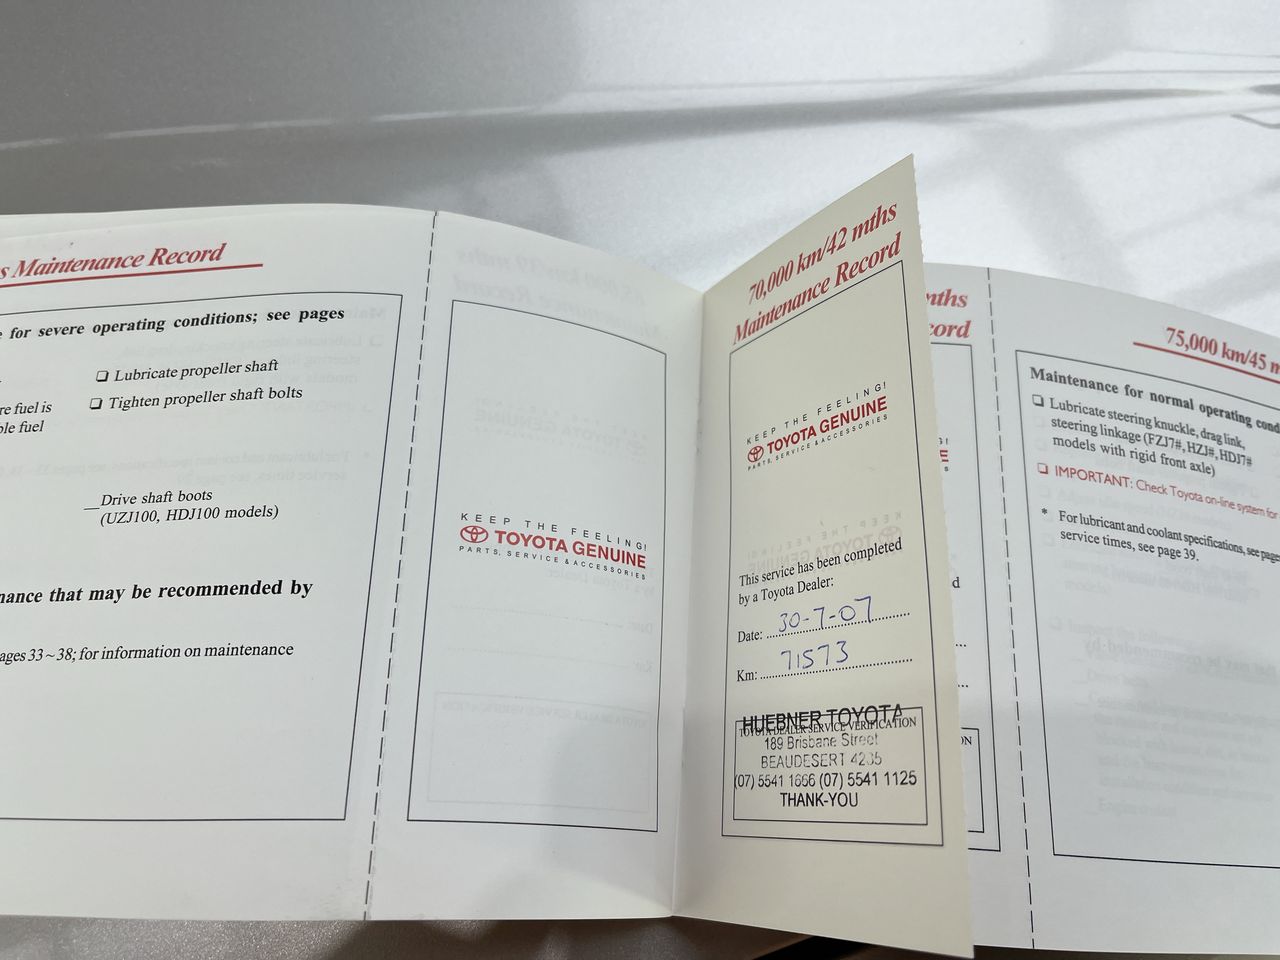 s Maintenance Record
e for severe operating conditions; see pages
❏ Lubricate propeller shaft
re fuel is
❏ Tighten propeller shaft bolts
ble fuel
Drive shaft boots
(UZJ100, HDJ100 models)
nance that may be recommended by
ages 33~38; for information on maintenance
KEEP THE FEELING!
TOYOTA GENUINE
PARTS, SERVICE & ACCESSORIES
70,000 km/42 mths
Maintenance Record
KEEP THE FEELING!
TOYOTA GENUINE
PARTS, SERVICE & ACCESSORIES
This service has been completed
by a Toyota Dealer:
Date: 30-7-07
Km: 71573
HUEBNER TOYOTA
TOYOTA DEALER SERVICE VERIFICATION
189 Brisbane Street
BEAUDESERT 4285
(07) 5541 1666 (07) 5541 1125
THANK-YOU
mths
cord
d
ON
75,000 km/45 m
Maintenance for normal operating cond
❏ Lubricate steering knuckle, drag link,
steering linkage (FZJ7#, HZJ#, HDJ7#
models with rigid front axle)
❏ IMPORTANT: Check Toyota on-line system for
* For lubricant and coolant specifications, see page
service times, see page 39.